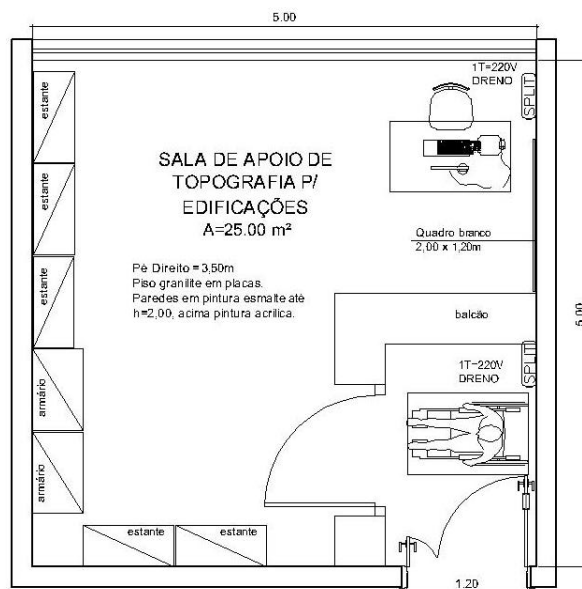 5.00
1T=220V
DRENO
SPLIT
estante
SALA DE APOIO DE
TOPOGRAFIA P/
EDIFICAÇÕES
A=25.00 m²
estante
Quadro branco
2,00 x 1,20m
Pé Direito = 3,50m
Piso granilite em placas.
Paredes em pintura esmalte até
h=2,00, acima pintura acrílica.
estante
balcão
5.00
1T=220V
DRENO
SPLIT
armário
armário
estante
estante
1.20